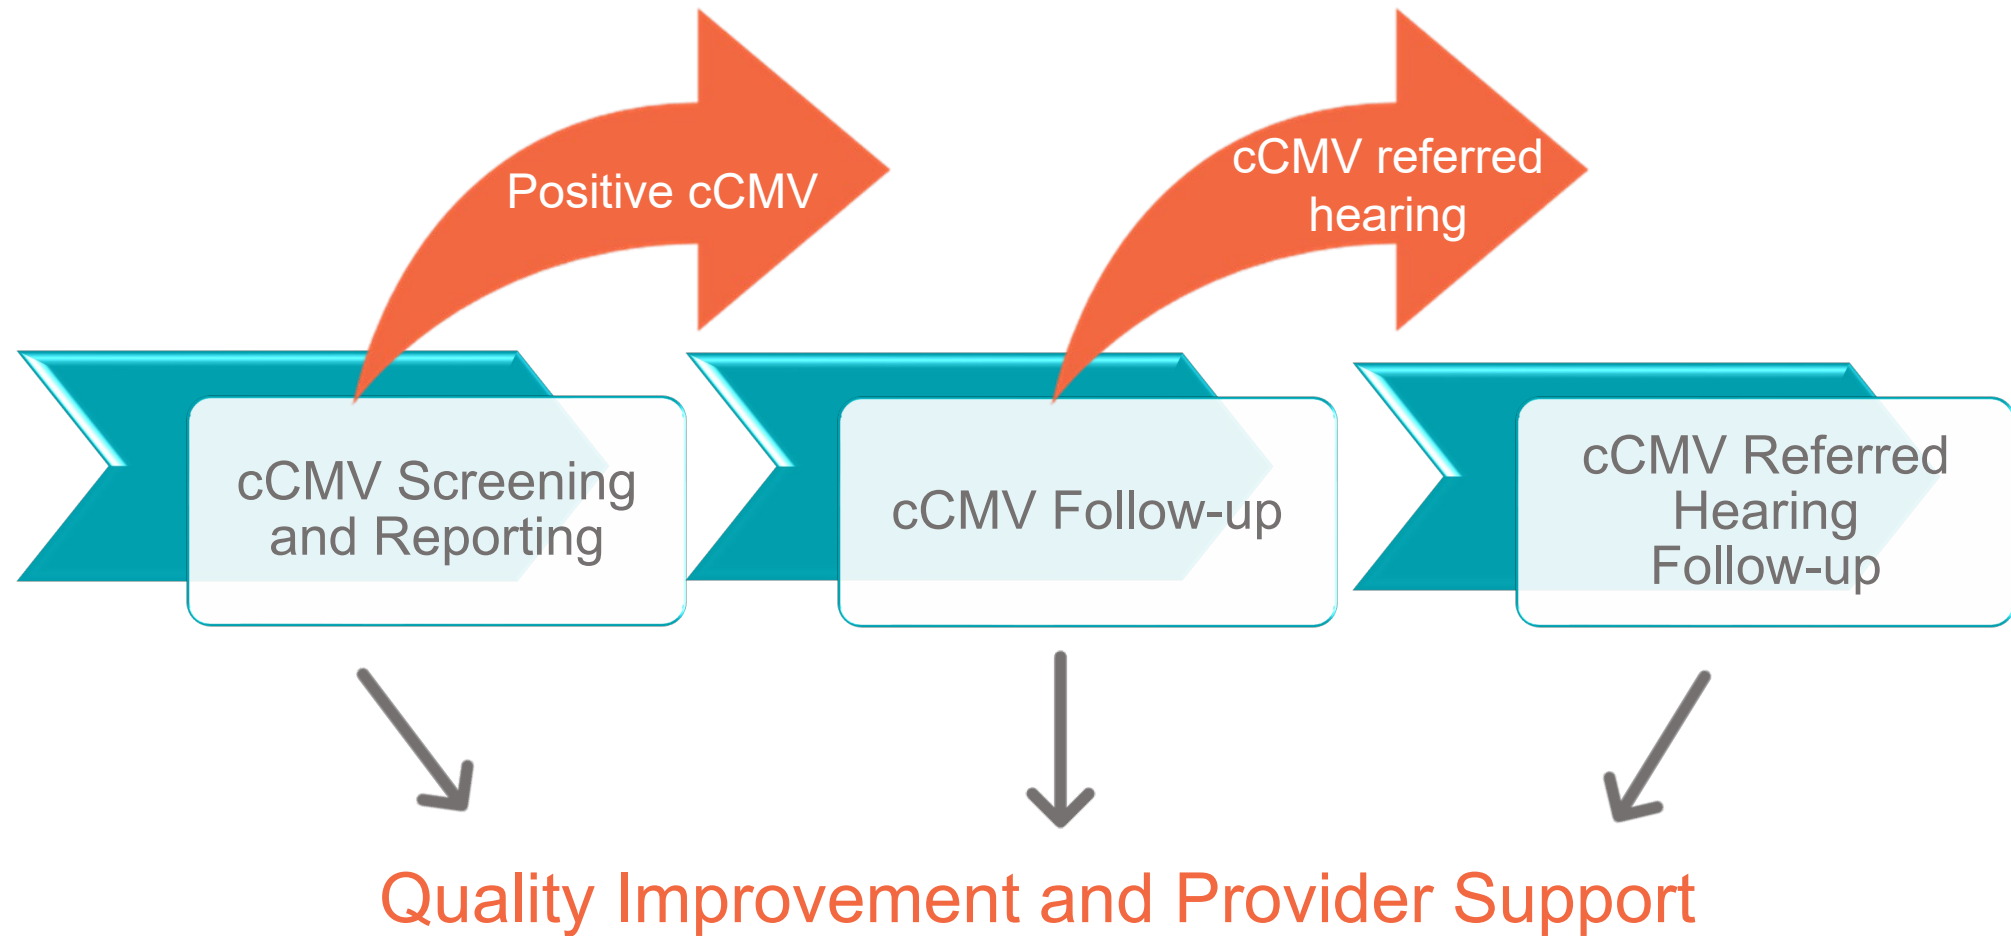 Positive cCMV
cCMV referred
hearing
cCMV Screening
and Reporting
cCMV Follow-up
cCMV Referred
Hearing
Follow-up
Quality Improvement and Provider Support